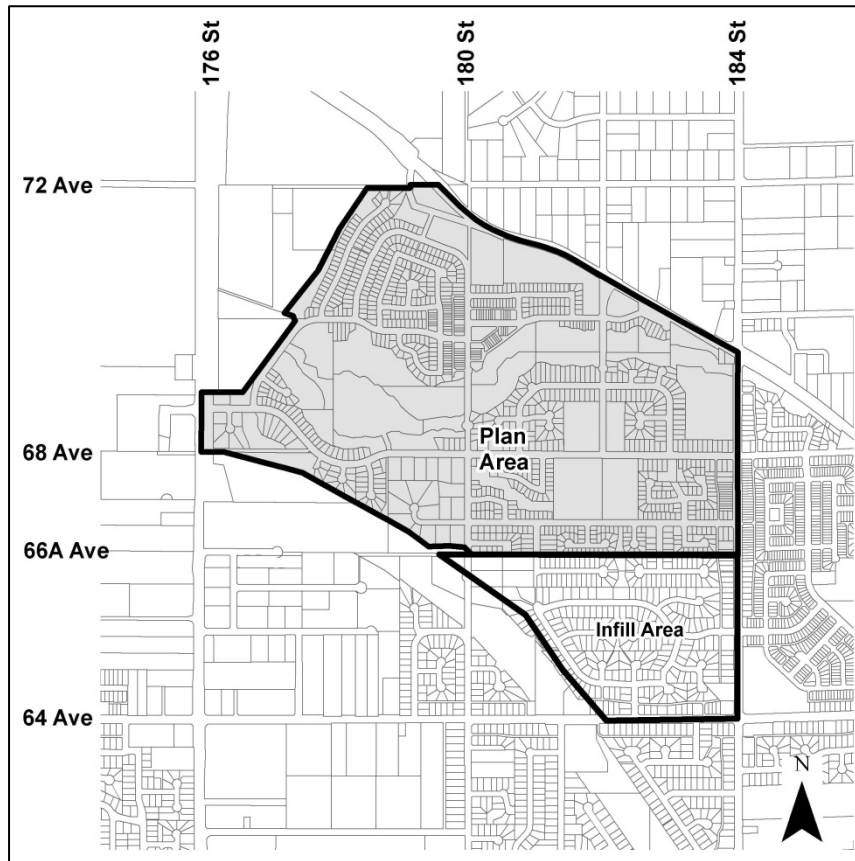 176 St
180 St
184 St
72 Ave
Plan
Area
68 Ave
66A Ave
Infill Area
64 Ave
N